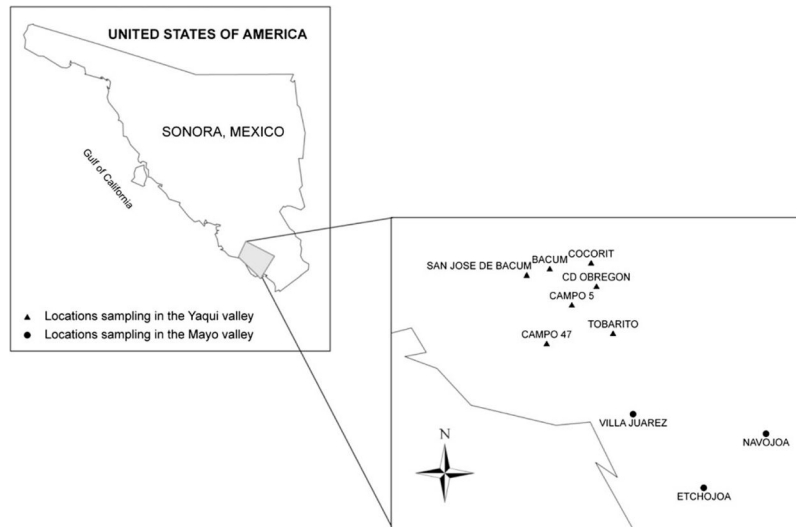 UNITED STATES OF AMERICA
SONORA, MEXICO
Gulf of California
▲ Locations sampling in the Yaqui valley
● Locations sampling in the Mayo valley
COCORIT
BACUM
SAN JOSE DE BACUM
CD OBREGON
CAMPO 5
TOBARITO
CAMPO 47
VILLA JUAREZ
NAVOJOA
N
ETCHOJOA